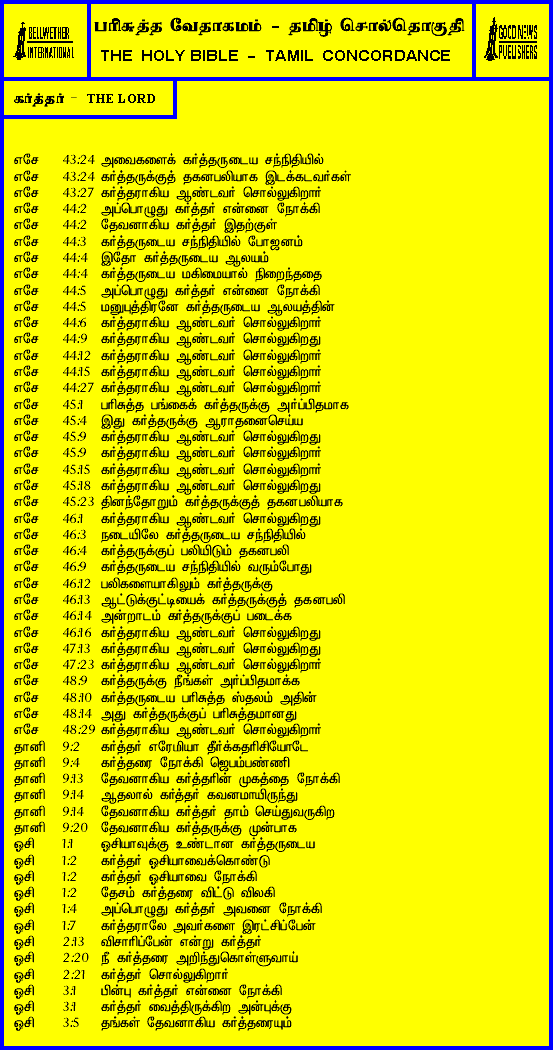 BELLWETHER
INTERNATIONAL
பரிசுத்த வேதாகமம் - தமிழ் சொல்தொகுதி
THE HOLY BIBLE - TAMIL CONCORDANCE
GOOD NEWS
PUBLISHERS
கர்த்தர் - THE LORD
எசே 43:24 அவைகளைக் கர்த்தருடைய சந்நிதியில்
எசே 43:24 கர்த்தருக்குத் தகனபலியாக இடக்கடவர்கள்
எசே 43:27 கர்த்தராகிய ஆண்டவர் சொல்லுகிறார்
எசே 44:2 அப்பொழுது கர்த்தர் என்னை நோக்கி
எசே 44:2 தேவனாகிய கர்த்தர் இதற்குள்
எசே 44:3 கர்த்தருடைய சந்நிதியில் போஜனம்
எசே 44:4 இதோ கர்த்தருடைய ஆலயம்
எசே 44:4 கர்த்தருடைய மகிமையால் நிறைந்ததை
எசே 44:5 அப்பொழுது கர்த்தர் என்னை நோக்கி
எசே 44:5 மனுபுத்திரனே கர்த்தருடைய ஆலயத்தின்
எசே 44:6 கர்த்தராகிய ஆண்டவர் சொல்லுகிறார்
எசே 44:9 கர்த்தராகிய ஆண்டவர் சொல்லுகிறது
எசே 44:12 கர்த்தராகிய ஆண்டவர் சொல்லுகிறார்
எசே 44:15 கர்த்தராகிய ஆண்டவர் சொல்லுகிறார்
எசே 44:27 கர்த்தராகிய ஆண்டவர் சொல்லுகிறார்
எசே 45:1 பரிசுத்த பங்கைக் கர்த்தருக்கு அர்ப்பிதமாக
எசே 45:4 இது கர்த்தருக்கு ஆராதனைசெய்ய
எசே 45:9 கர்த்தராகிய ஆண்டவர் சொல்லுகிறது
எசே 45:9 கர்த்தராகிய ஆண்டவர் சொல்லுகிறார்
எசே 45:15 கர்த்தராகிய ஆண்டவர் சொல்லுகிறார்
எசே 45:18 கர்த்தராகிய ஆண்டவர் சொல்லுகிறது
எசே 45:23 தினந்தோறும் கர்த்தருக்குத் தகனபலியாக
எசே 46:1 கர்த்தராகிய ஆண்டவர் சொல்லுகிறது
எசே 46:3 நடையிலே கர்த்தருடைய சந்நிதியில்
எசே 46:4 கர்த்தருக்குப் பலியிடும் தகனபலி
எசே 46:9 கர்த்தருடைய சந்நிதியில் வரும்போது
எசே 46:12 பலிகளையாகிலும் கர்த்தருக்கு
எசே 46:13 ஆட்டுக்குட்டியைக் கர்த்தருக்குத் தகனபலி
எசே 46:14 அன்றாடம் கர்த்தருக்குப் படைக்க
எசே 46:16 கர்த்தராகிய ஆண்டவர் சொல்லுகிறது
எசே 47:13 கர்த்தராகிய ஆண்டவர் சொல்லுகிறது
எசே 47:23 கர்த்தராகிய ஆண்டவர் சொல்லுகிறார்
எசே 48:9 கர்த்தருக்கு நீங்கள் அர்ப்பிதமாக்க
எசே 48:10 கர்த்தருடைய பரிசுத்த ஸ்தலம் அதின்
எசே 48:14 அது கர்த்தருக்குப் பரிசுத்தமானது
எசே 48:29 கர்த்தராகிய ஆண்டவர் சொல்லுகிறார்
தானி 9:2 கர்த்தர் எரேமியா தீர்க்கதரிசியோடே
தானி 9:4 கர்த்தரை நோக்கி ஜெபம்பண்ணி
தானி 9:13 தேவனாகிய கர்த்தரின் முகத்தை நோக்கி
தானி 9:14 ஆதலால் கர்த்தர் கவனமாயிருந்து
தானி 9:14 தேவனாகிய கர்த்தர் தாம் செய்துவருகிற
தானி 9:20 தேவனாகிய கர்த்தருக்கு முன்பாக
ஓசி 1:1 ஓசியாவுக்கு உண்டான கர்த்தருடைய
ஓசி 1:2 கர்த்தர் ஓசியாவைக்கொண்டு
ஓசி 1:2 கர்த்தர் ஓசியாவை நோக்கி
ஓசி 1:2 தேசம் கர்த்தரை விட்டு விலகி
ஓசி 1:4 அப்பொழுது கர்த்தர் அவனை நோக்கி
ஓசி 1:7 கர்த்தராலே அவர்களை இரட்சிப்பேன்
ஓசி 2:13 விசாரிப்பேன் என்று கர்த்தர்
ஓசி 2:20 நீ கர்த்தரை அறிந்துகொள்ளுவாய்
ஓசி 2:21 கர்த்தர் சொல்லுகிறார்
ஓசி 3:1 பின்பு கர்த்தர் என்னை நோக்கி
ஓசி 3:1 கர்த்தர் வைத்திருக்கிற அன்புக்கு
ஓசி 3:5 தங்கள் தேவனாகிய கர்த்தரையும்